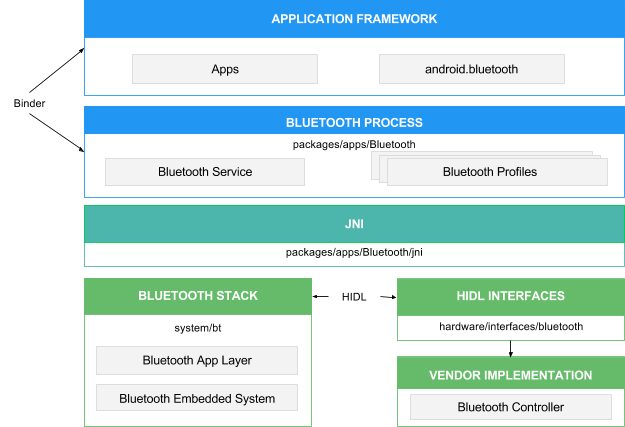 APPLICATION FRAMEWORK
Apps
android.bluetooth
Binder
BLUETOOTH PROCESS
packages/apps/Bluetooth
Bluetooth Service
Bluetooth Profiles
JNI
packages/apps/Bluetooth/jni
BLUETOOTH STACK
HIDL
HIDL INTERFACES
system/bt
hardware/interfaces/bluetooth
Bluetooth App Layer
VENDOR IMPLEMENTATION
Bluetooth Embedded System
Bluetooth Controller